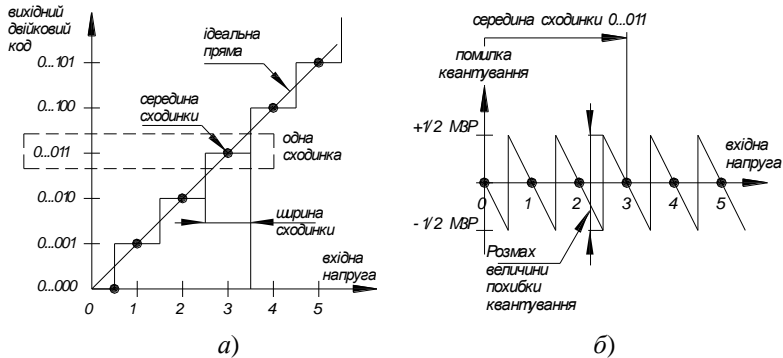 вихідний
двійковий
код
0...101
0...100
0...011
0...010
0...001
0...000
ідеальна
пряма
середина
сходинки
одна
сходинка
ширина
сходинки
вхідна
напруга
0 1 2 3 4 5
а)
середина сходинки 0...011
помилка
квантування
+1/2 МЗР
- 1/2 МЗР
вхідна
напруга
0 1 2 3 4 5
Розмах
величини
похибки
квантування
б)